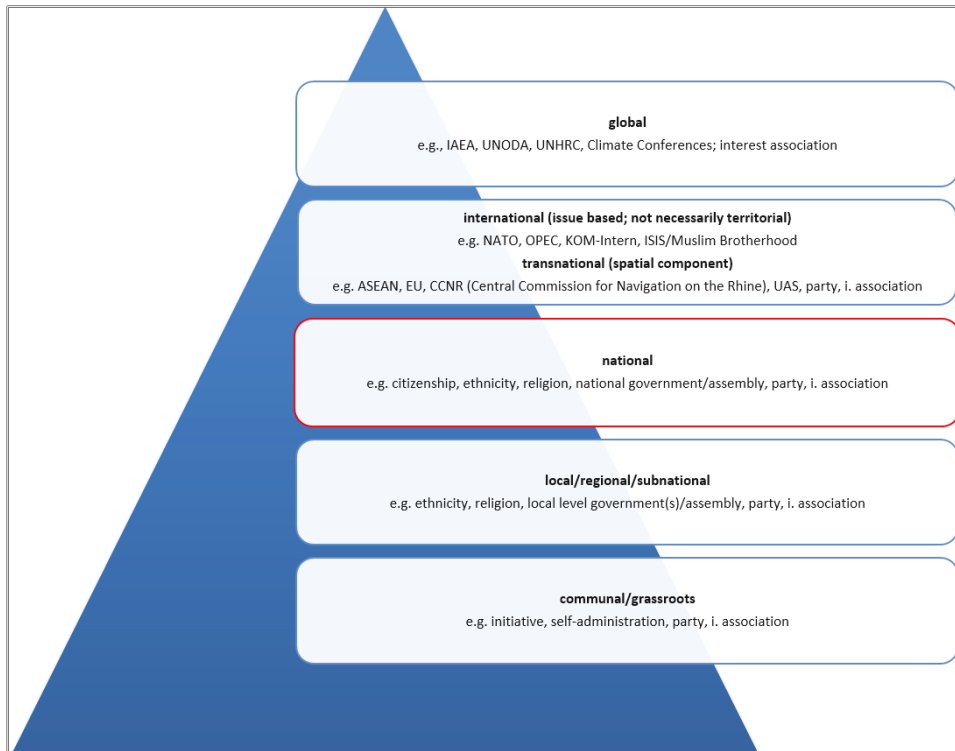 global
e.g., IAEA, UNODA, UNHRC, Climate Conferences; interest association
international (issue based; not necessarily territorial)
e.g. NATO, OPEC, KOM-Intern, ISIS/Muslim Brotherhood
transnational (spatial component)
e.g. ASEAN, EU, CCNR (Central Commission for Navigation on the Rhine), UAS, party, i. association
national
e.g. citizenship, ethnicity, religion, national government/assembly, party, i. association
local/regional/subnational
e.g. ethnicity, religion, local level government(s)/assembly, party, i. association
communal/grassroots
e.g. initiative, self-administration, party, i. association